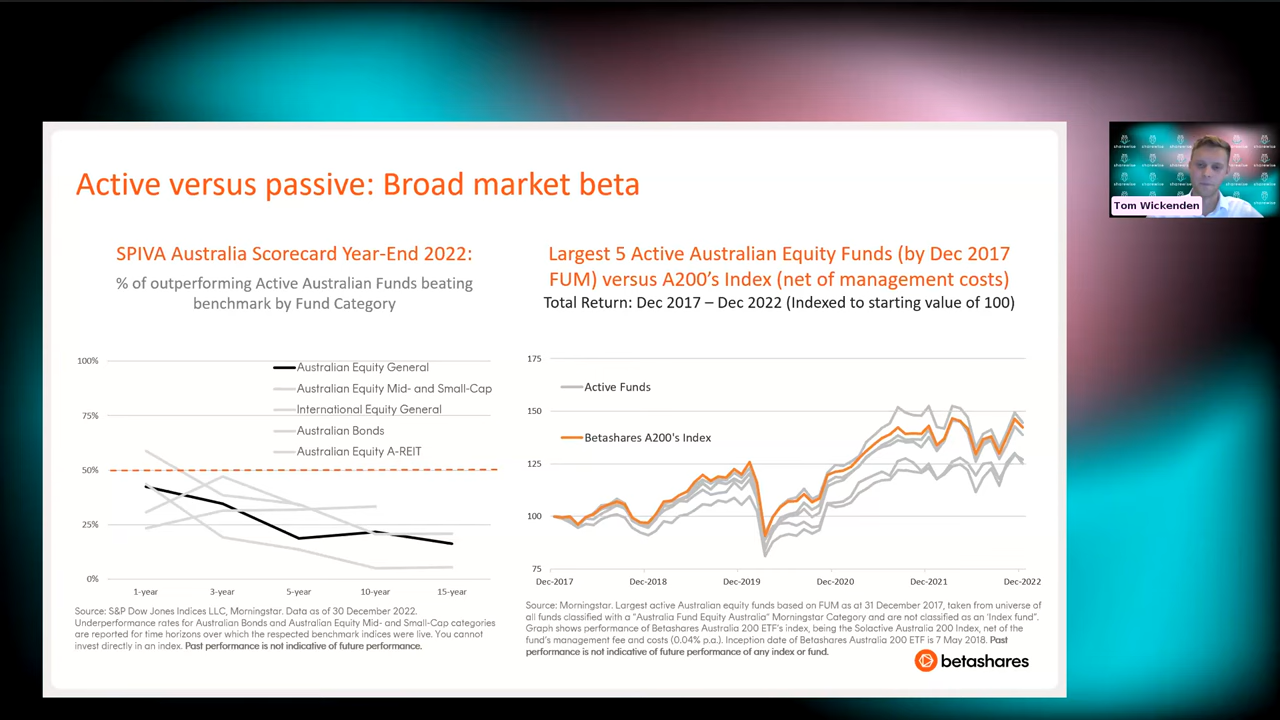 Active versus passive: Broad market beta
SPIVA Australia Scorecard Year-End 2022:
% of outperforming Active Australian Funds beating
benchmark by Fund Category
100%
75%
50%
25%
0%
Australian Equity General
Australian Equity Mid- and Small-Cap
International Equity General
Australian Bonds
Australian Equity A-REIT
1-year
3-year
5-year
10-year
15-year
Source: S&P Dow Jones Indices LLC, Morningstar. Data as of 30 December 2022.
Underperformance rates for Australian Bonds and Australian Equity Mid- and Small-Cap categories
are reported for time horizons over which the respected benchmark indices were live. You cannot
invest directly in an index. Past performance is not indicative of future performance.
Largest 5 Active Australian Equity Funds (by Dec 2017
FUM) versus A200's Index (net of management costs)
Total Return: Dec 2017 – Dec 2022 (Indexed to starting value of 100)
175
150
125
100
75
Active Funds
Betashares A200's Index
Dec-2017
Dec-2018
Dec-2019
Dec-2020
Dec-2021
Dec-2022
Source: Morningstar. Largest active Australian equity funds based on FUM as at 31 December 2017, taken from universe of
all funds classified with a "Australia Fund Equity Australia" Morningstar Category and are not classified as an 'Index fund".
Graph shows performance of Betashares Australia 200 ETF's index, being the Solactive Australia 200 Index, net of the
fund's management fee and costs (0.04% p.a.). Inception date of Betashares Australia 200 ETF is 7 May 2018. Past
performance is not indicative of future performance of any index or fund.
betashares
Tom Wickenden